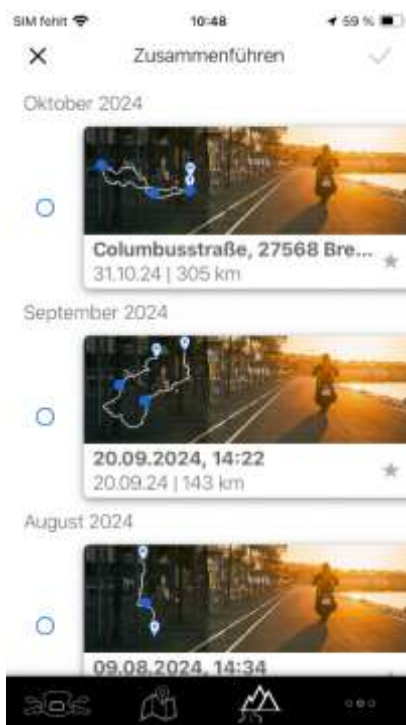 SIM fehlt
10:48
59 %
Zusammenführen
Oktober 2024
Columbusstraße, 27568 Bre...
31.10.24 | 305 km
September 2024
20.09.2024, 14:22
20.09.24 | 143 km
August 2024
09.08.2024, 14:34